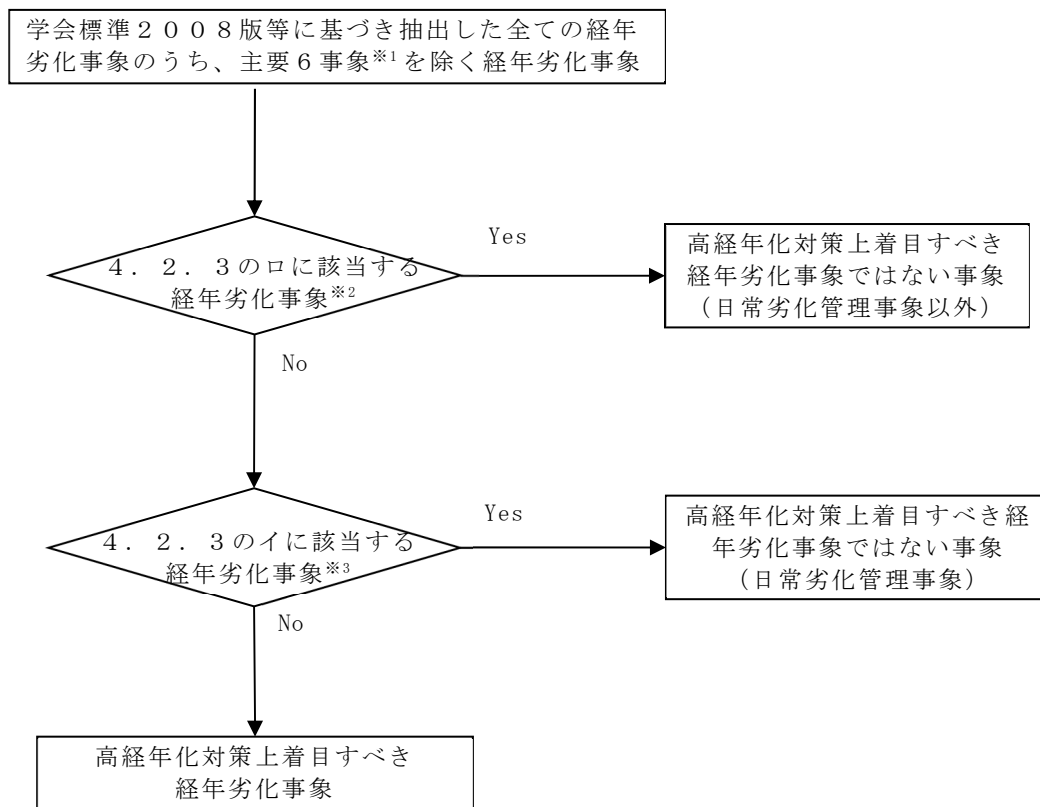 学会標準２００８版等に基づき抽出した全ての経年
劣化事象のうち、主要６事象※1を除く経年劣化事象
Yes
４．２．３のロに該当する
経年劣化事象※2
高経年化対策上着目すべき
経年劣化事象ではない事象
（日常劣化管理事象以外）
No
Yes
４．２．３のイに該当する
経年劣化事象※3
高経年化対策上着目すべき経
年劣化事象ではない事象
（日常劣化管理事象）
No
高経年化対策上着目すべき
経年劣化事象